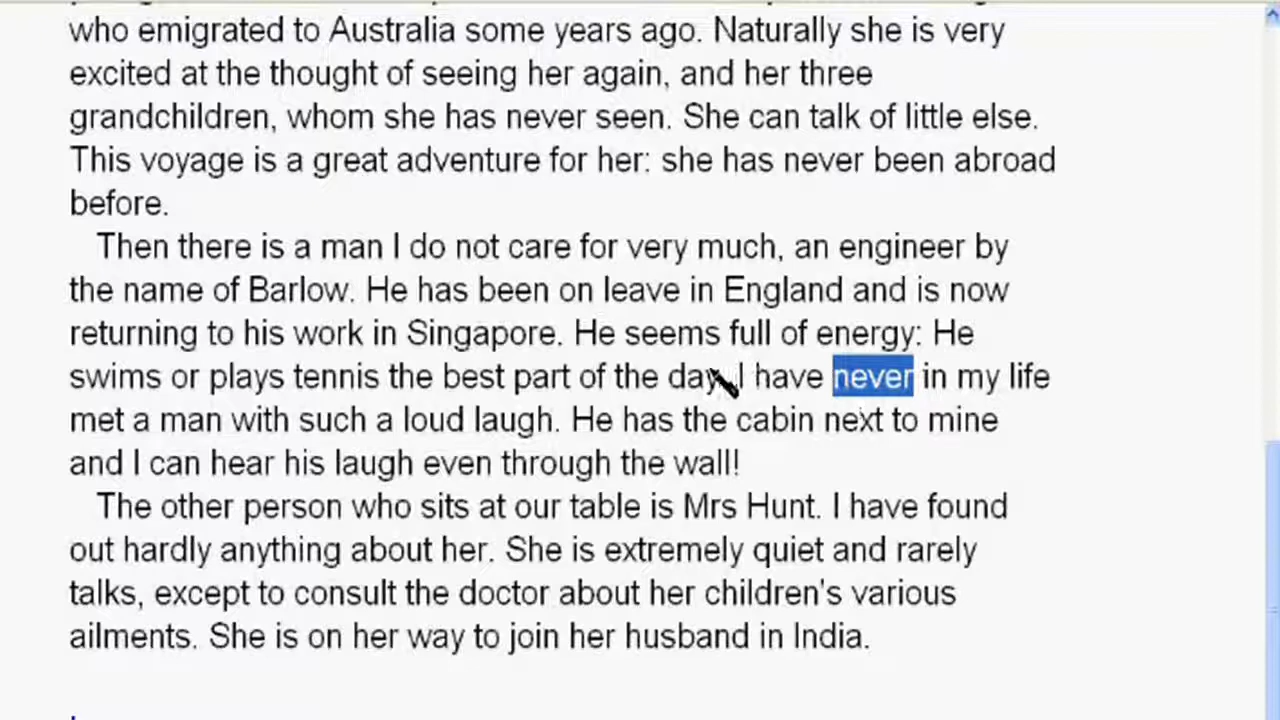 who emigrated to Australia some years ago. Naturally she is very
excited at the thought of seeing her again, and her three
grandchildren, whom she has never seen. She can talk of little else.
This voyage is a great adventure for her: she has never been abroad
before.
Then there is a man I do not care for very much, an engineer by
the name of Barlow. He has been on leave in England and is now
returning to his work in Singapore. He seems full of energy: He
swims or plays tennis the best part of the day. I have never in my life
met a man with such a loud laugh. He has the cabin next to mine
and I can hear his laugh even through the wall!
The other person who sits at our table is Mrs Hunt. I have found
out hardly anything about her. She is extremely quiet and rarely
talks, except to consult the doctor about her children's various
ailments. She is on her way to join her husband in India.